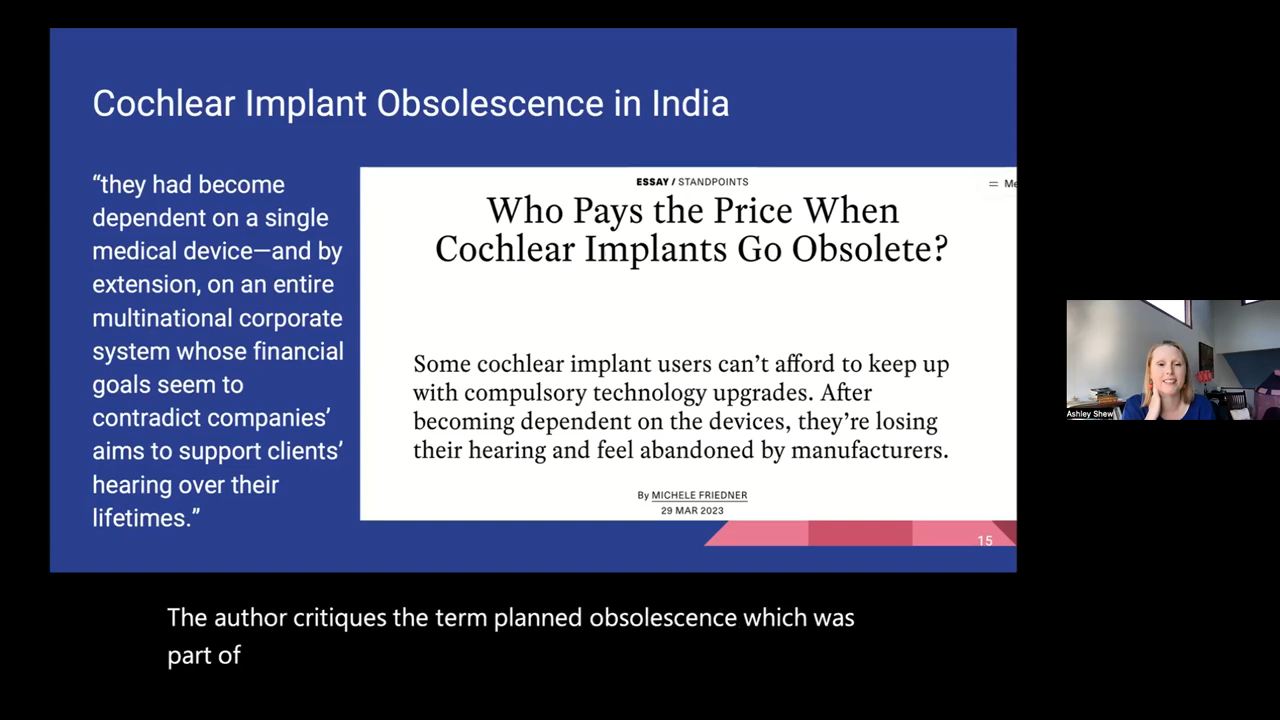 Cochlear Implant Obsolescence in India
“they had become
dependent on a single
medical device—and by
extension, on an entire
multinational corporate
system whose financial
goals seem to
contradict companies’
aims to support clients’
hearing over their
lifetimes.”
ESSAY / STANDPOINTS
Me
Who Pays the Price When
Cochlear Implants Go Obsolete?
Some cochlear implant users can’t afford to keep up
with compulsory technology upgrades. After
becoming dependent on the devices, they’re losing
their hearing and feel abandoned by manufacturers.
By MICHELE FRIEDNER
29 MAR 2023
15
Ashley Shew
The author critiques the term planned obsolescence which was
part of